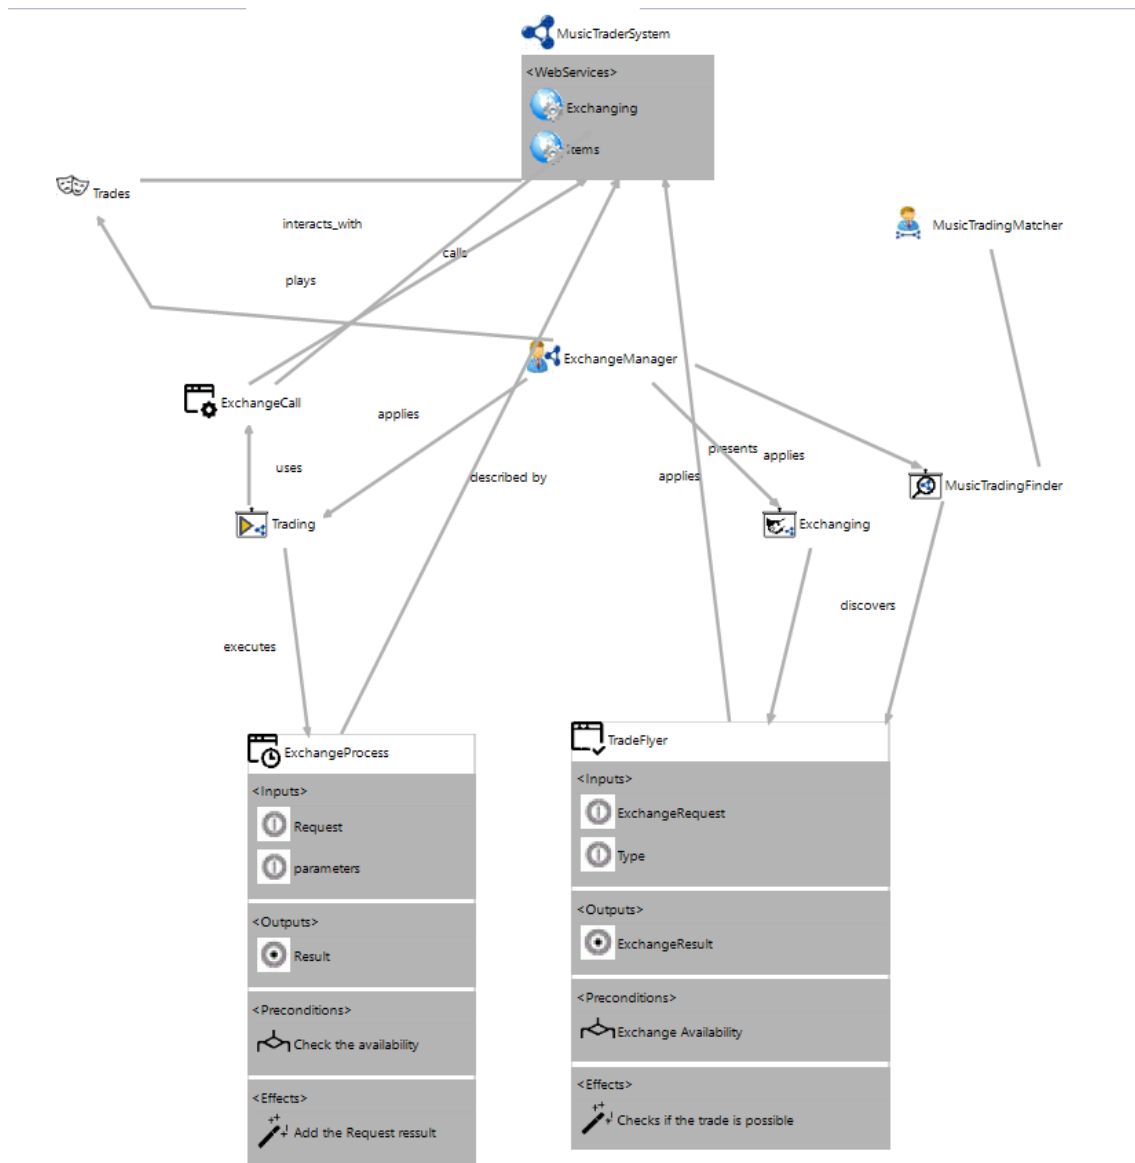 MusicTraderSystem
<WebServices>
Exchanging
Items
Trades
MusicTradingMatcher
interacts_with
calls
plays
ExchangeManager
ExchangeCall
applies
presents
applies
uses
described by
applies
MusicTradingFinder
Trading
Exchanging
discovers
executes
ExchangeProcess
<Inputs>
Request
parameters
<Outputs>
Result
<Preconditions>
Check the availability
<Effects>
Add the Request ressult
TradeFlyer
<Inputs>
ExchangeRequest
Type
<Outputs>
ExchangeResult
<Preconditions>
Exchange Availability
<Effects>
Checks if the trade is possible